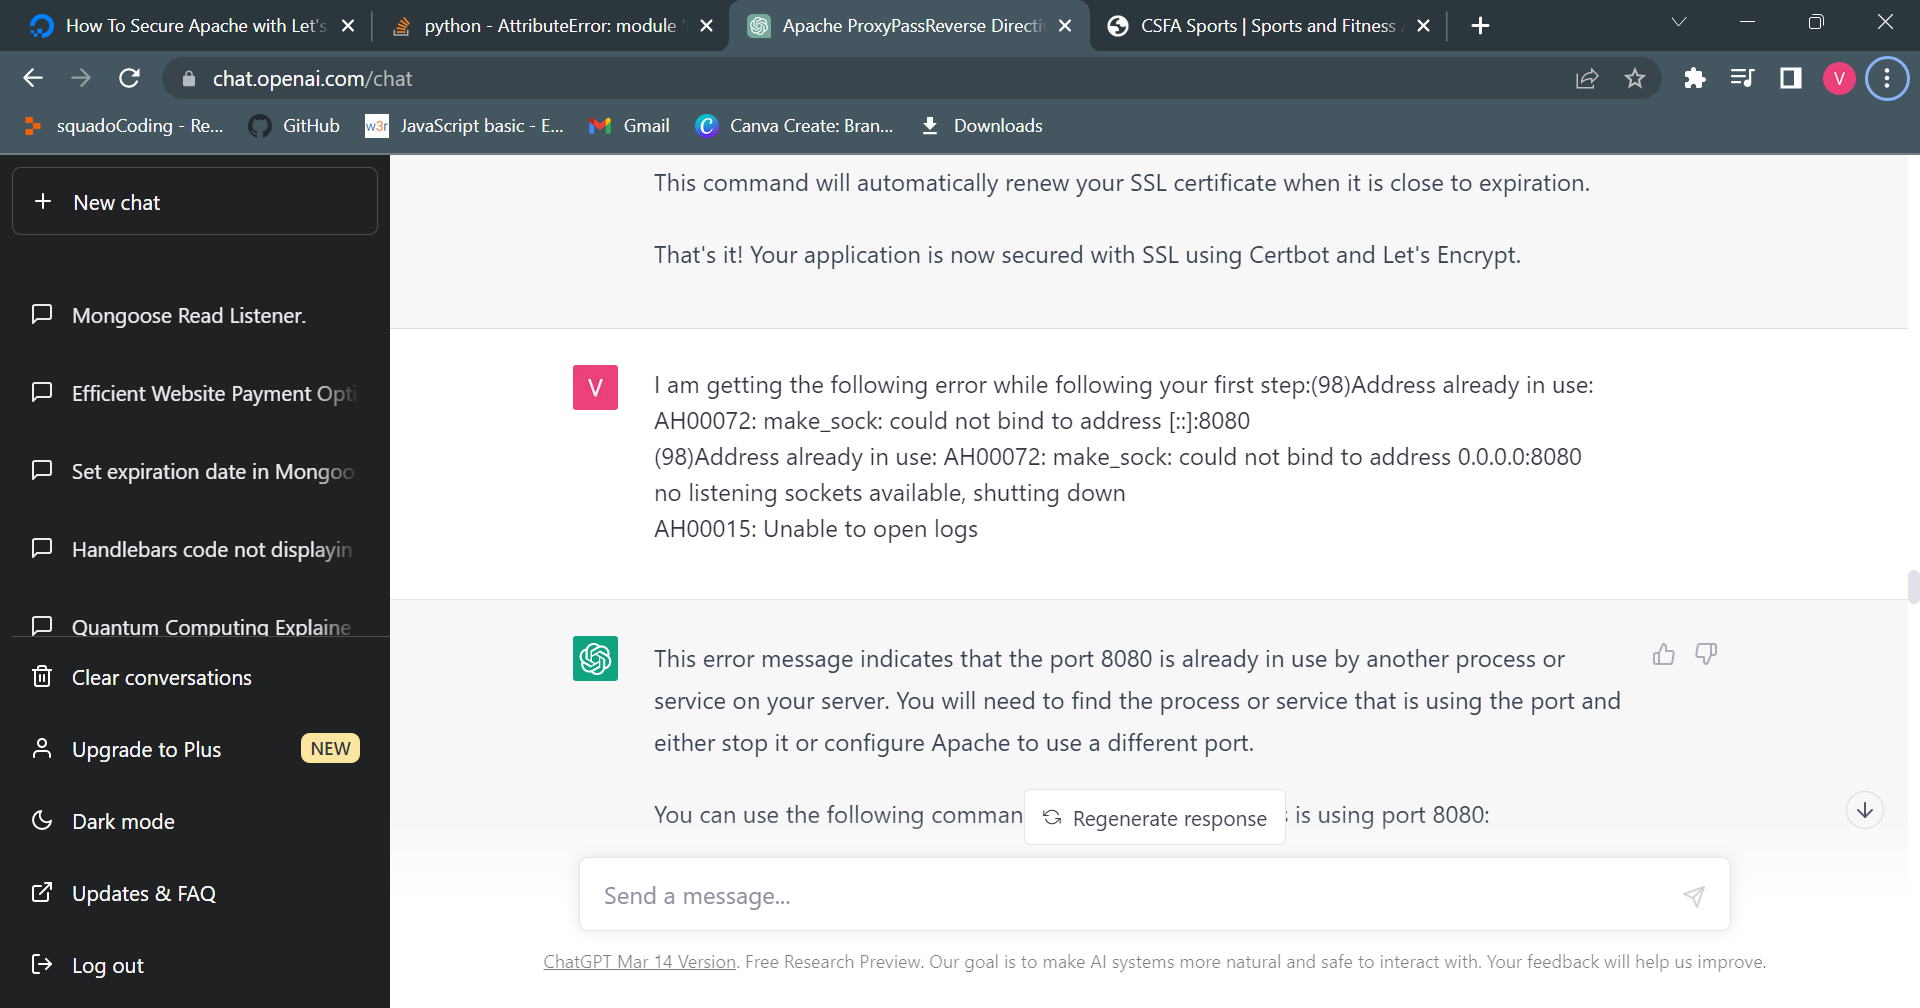 How To Secure Apache with Let's
python - AttributeError: module '
Apache ProxyPassReverse Directi
CSFA Sports | Sports and Fitness
chat.openai.com/chat
V
squadoCoding - Re...
GitHub
w3r
JavaScript basic - E...
Gmail
Canva Create: Bran...
Downloads
New chat
Mongoose Read Listener.
Efficient Website Payment Opti
Set expiration date in Mongoo
Handlebars code not displayin
Quantum Computing Explaine
Clear conversations
Upgrade to Plus
NEW
Dark mode
Updates & FAQ
Log out
This command will automatically renew your SSL certificate when it is close to expiration.
That's it! Your application is now secured with SSL using Certbot and Let's Encrypt.
V
I am getting the following error while following your first step:(98)Address already in use:
AH00072: make_sock: could not bind to address [::]:8080
(98)Address already in use: AH00072: make_sock: could not bind to address 0.0.0.0:8080
no listening sockets available, shutting down
AH00015: Unable to open logs
This error message indicates that the port 8080 is already in use by another process or
service on your server. You will need to find the process or service that is using the port and
either stop it or configure Apache to use a different port.
You can use the following comman
Regenerate response
is using port 8080:
Send a message...
ChatGPT Mar 14 Version. Free Research Preview. Our goal is to make AI systems more natural and safe to interact with. Your feedback will help us improve.